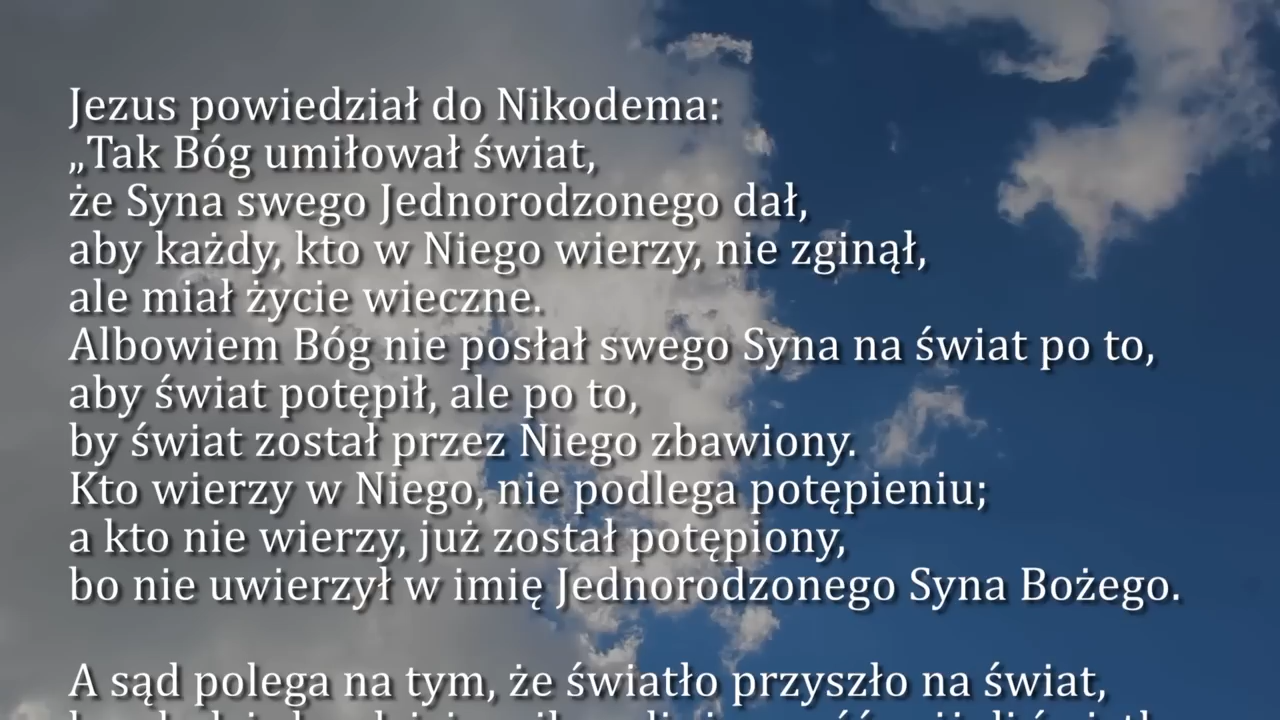 Jezus powiedział do Nikodema:
„Tak Bóg umiłował świat,
że Syna swego Jednorodzonego dał,
aby każdy, kto w Niego wierzy, nie zginął,
ale miał życie wieczne.
Albowiem Bóg nie posłał swego Syna na świat po to,
aby świat potępił, ale po to,
by świat został przez Niego zbawiony.
Kto wierzy w Niego, nie podlega potępieniu;
a kto nie wierzy, już został potępiony,
bo nie uwierzył w imię Jednorodzonego Syna Bożego.
A sąd polega na tym, że światło przyszło na świat,